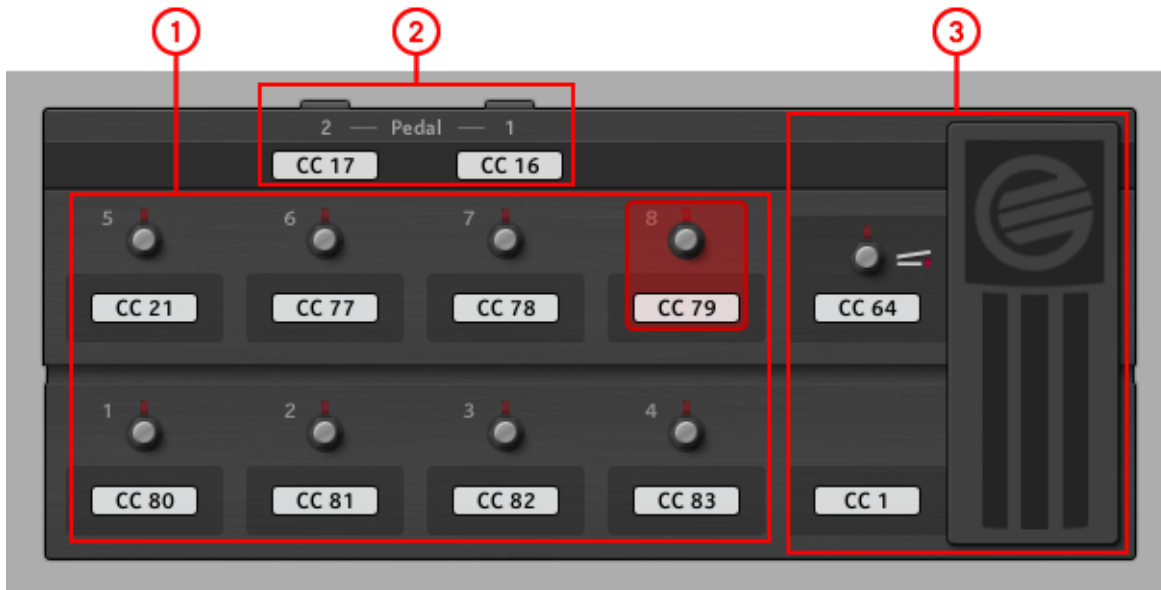 1 2 3
2 — Pedal — 1
CC 17 CC 16
5 6 7 8
CC 21 CC 77 CC 78 CC 79 CC 64
1 2 3 4
CC 80 CC 81 CC 82 CC 83 CC 1